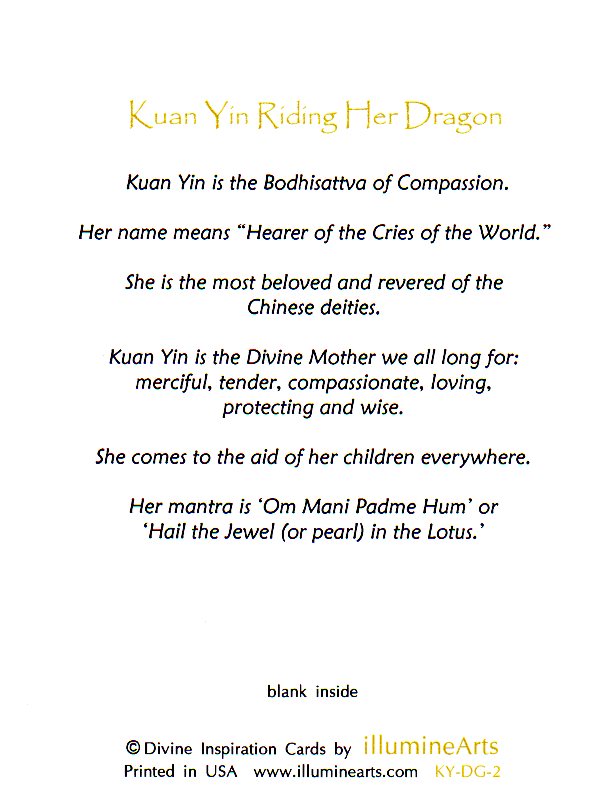 Kuan Yin Riding Her Dragon
Kuan Yin is the Bodhisattva of Compassion.
Her name means “Hearer of the Cries of the World.”
She is the most beloved and revered of the
Chinese deities.
Kuan Yin is the Divine Mother we all long for:
merciful, tender, compassionate, loving,
protecting and wise.
She comes to the aid of her children everywhere.
Her mantra is ‘Om Mani Padme Hum’ or
‘Hail the Jewel (or pearl) in the Lotus.’
blank inside
© Divine Inspiration Cards by illumineArts
Printed in USA www.illuminearts.com KY-DG-2